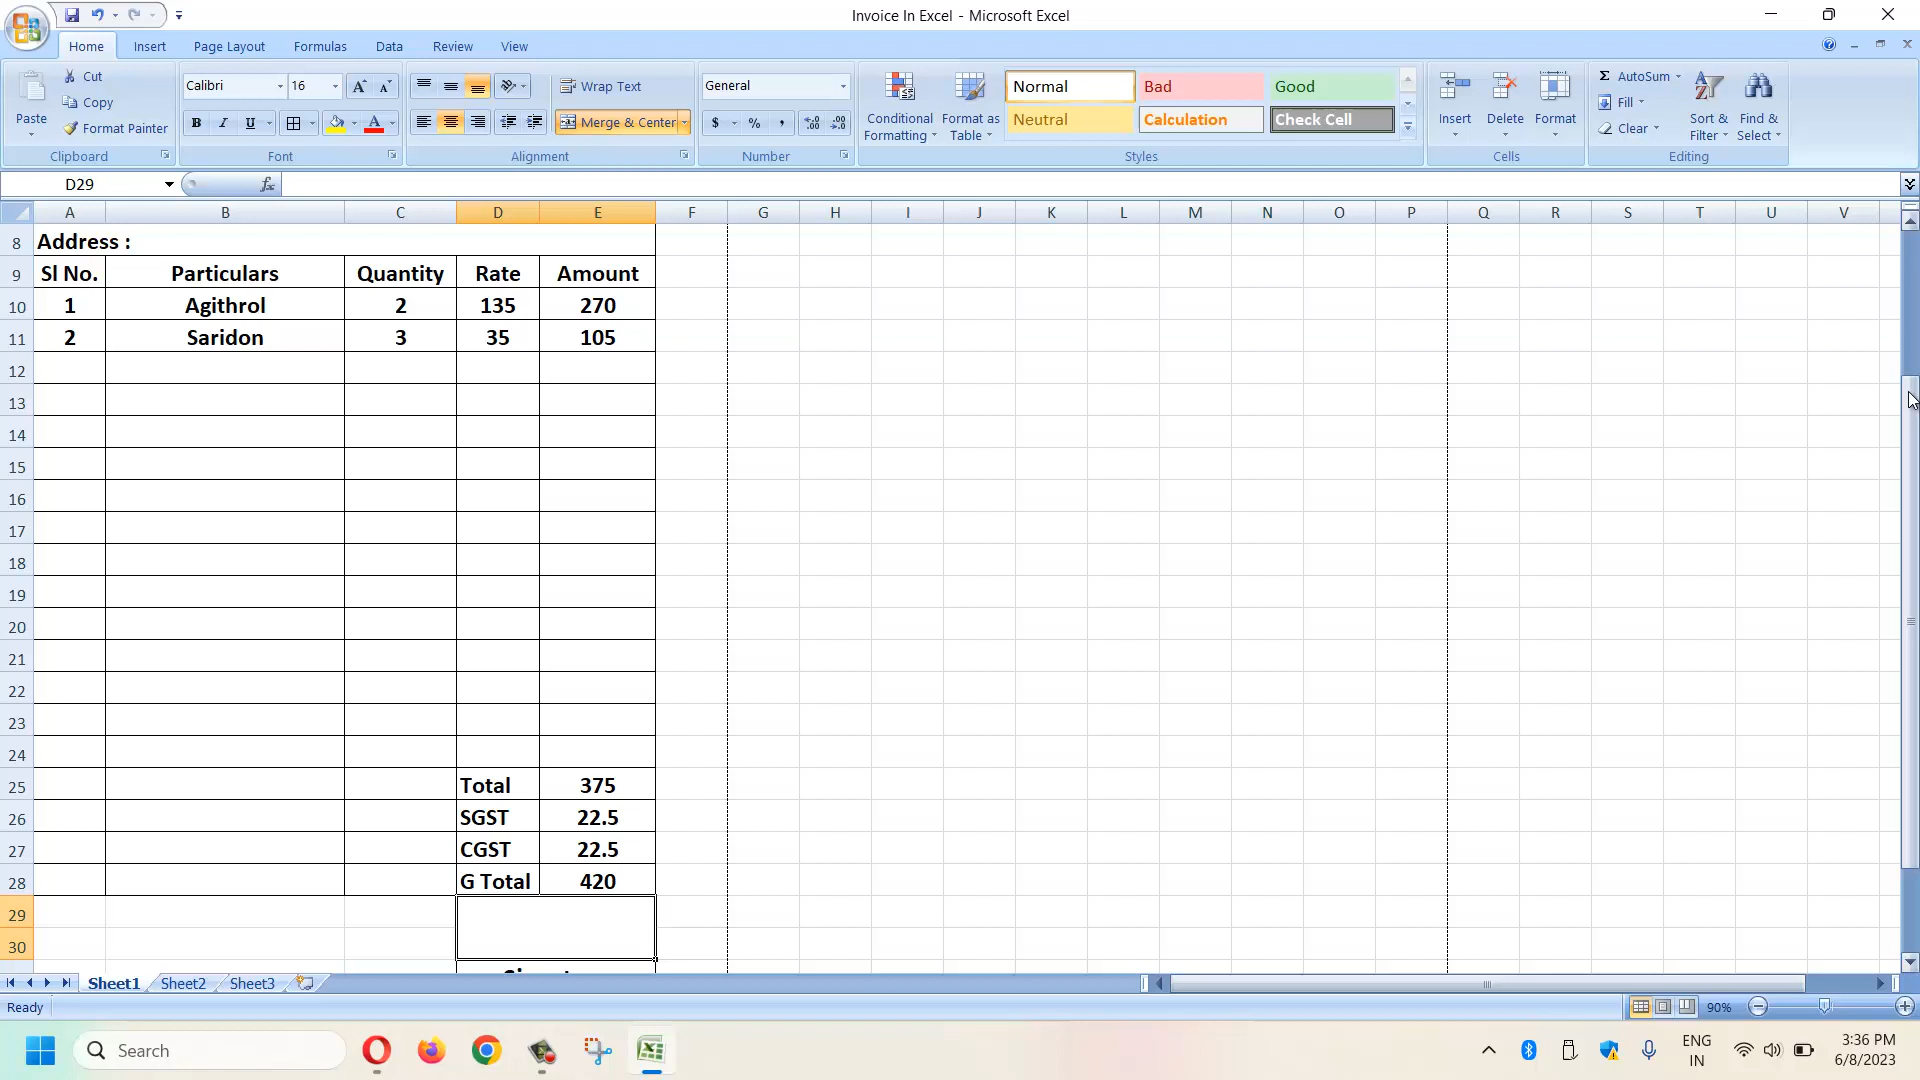 Invoice In Excel - Microsoft Excel
Home Insert Page Layout Formulas Data Review View
Paste
Cut
Copy
Format Painter
Clipboard
Calibri 16
B I U A
Font
Wrap Text
Merge & Center
Alignment
General
$ % ,
Number
Conditional Formatting
Format as Table
Normal Bad Good
Neutral Calculation Check Cell
Styles
Insert Delete Format
Cells
Σ AutoSum
Fill
Clear
Sort & Filter
Find & Select
Editing
D29 fx
A B C D E F G H I J K L M N O P Q R S T U V
8 Address :
9 Sl No. Particulars Quantity Rate Amount
10 1 Agithrol 2 135 270
11 2 Saridon 3 35 105
12
13
14
15
16
17
18
19
20
21
22
23
24
25 Total 375
26 SGST 22.5
27 CGST 22.5
28 G Total 420
29
30
Sheet1 Sheet2 Sheet3
Ready 90%
Search
ENG
IN
3:36 PM
6/8/2023